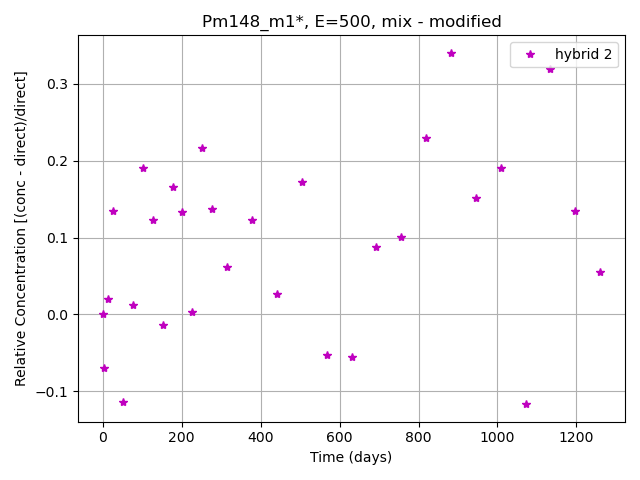 Pm148_m1*, E=500, mix - modified
hybrid 2
Relative Concentration [(conc - direct)/direct]
0.3
0.2
0.1
0.0
−0.1
0 200 400 600 800 1000 1200
Time (days)